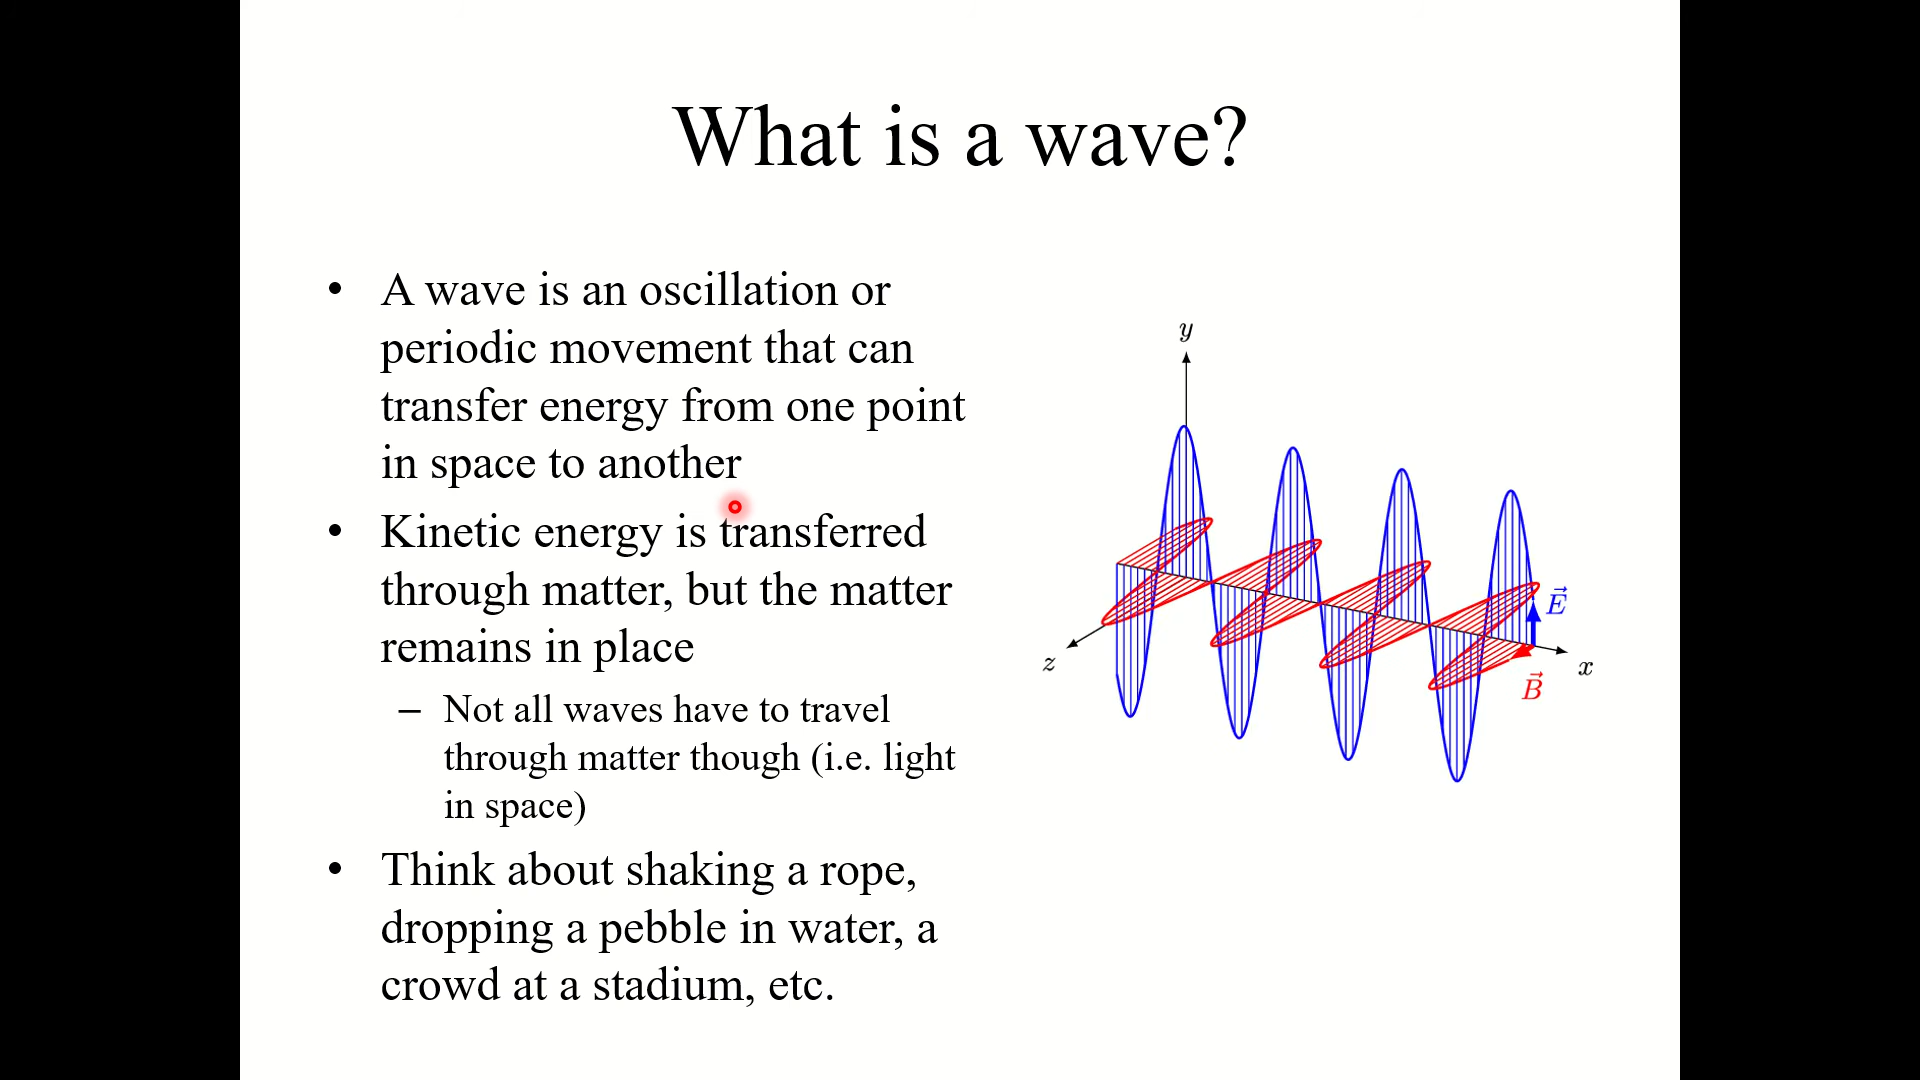 What is a wave?
• A wave is an oscillation or
periodic movement that can
transfer energy from one point
in space to another
• Kinetic energy is transferred
through matter, but the matter
remains in place
– Not all waves have to travel
through matter though (i.e. light
in space)
• Think about shaking a rope,
dropping a pebble in water, a
crowd at a stadium, etc.
y
E⃗
z
x
B⃗